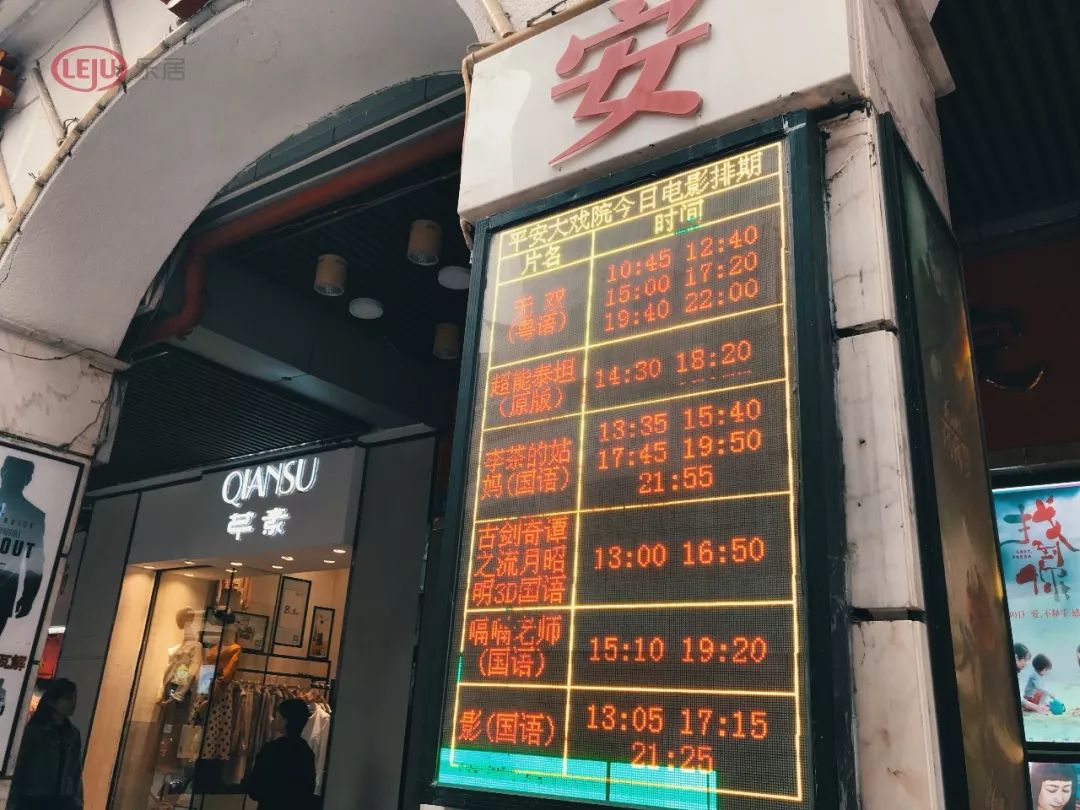 LEJU 乐居
安
平安大戏院今日电影排期
片名
时间
无 双
(粤语)
10:45 12:40
15:00 17:20
19:40 22:00
超能泰坦
(原版)
14:30 18:20
李茶的姑
妈(国语)
13:35 15:40
17:45 19:50
21:55
古剑奇谭
之流月昭
明3D国语
13:00 16:50
嗝嗝老师
(国语)
15:10 19:20
影(国语)
13:05 17:15
21:25
QIANSU
芊素
OUT
瓦解
找到你